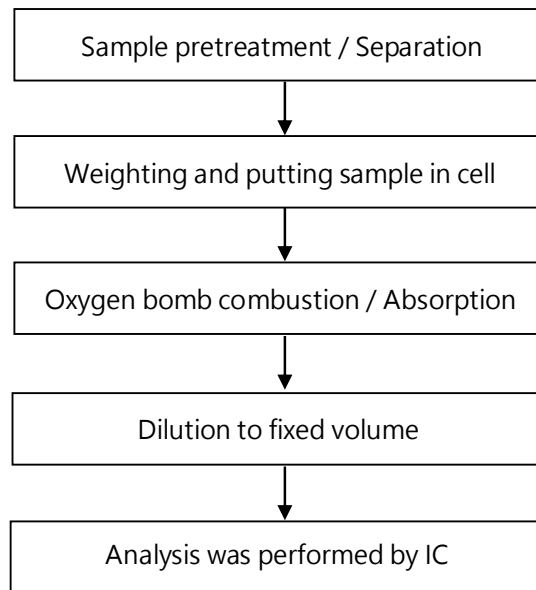 Sample pretreatment / Separation
Weighting and putting sample in cell
Oxygen bomb combustion / Absorption
Dilution to fixed volume
Analysis was performed by IC